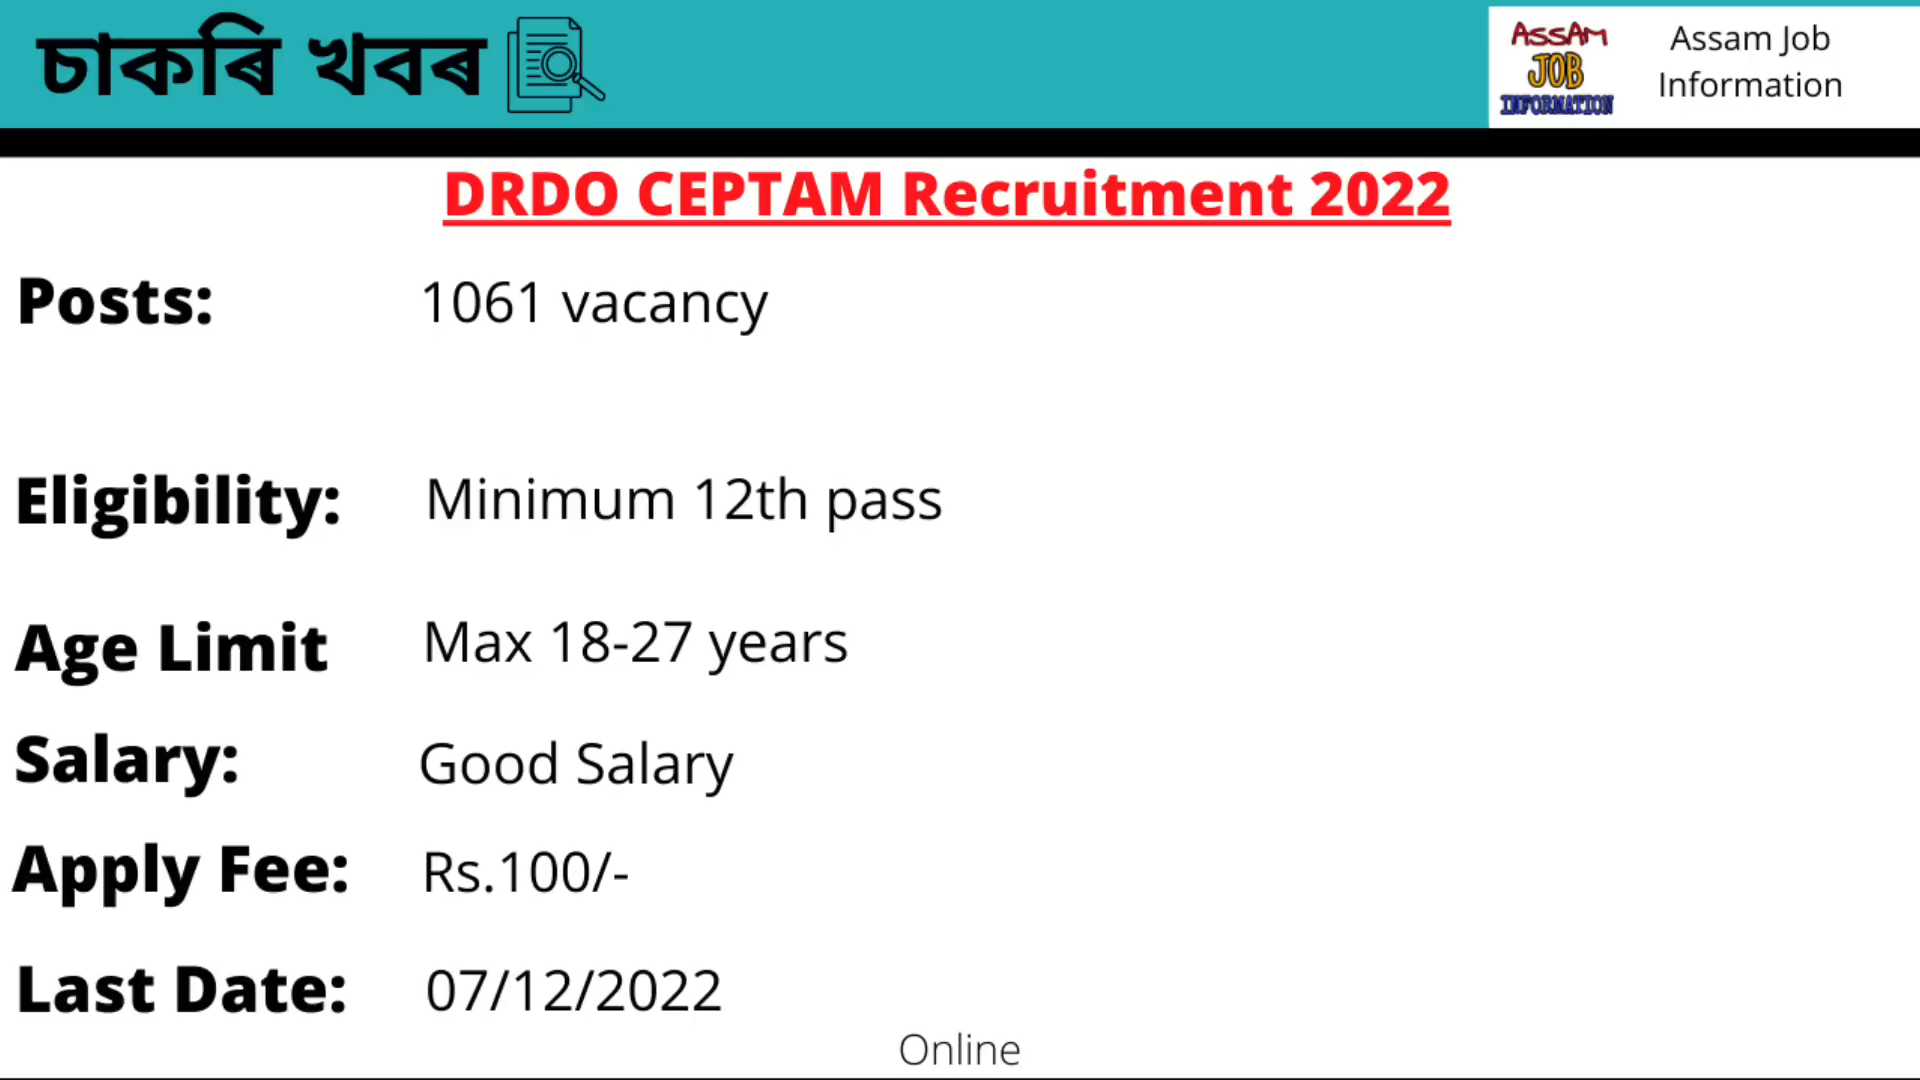 চাকৰি খবৰ
ASSAM
JOB
INFORMATION
Assam Job
Information
DRDO CEPTAM Recruitment 2022
Posts: 1061 vacancy
Eligibility: Minimum 12th pass
Age Limit Max 18-27 years
Salary: Good Salary
Apply Fee: Rs.100/-
Last Date: 07/12/2022
Online